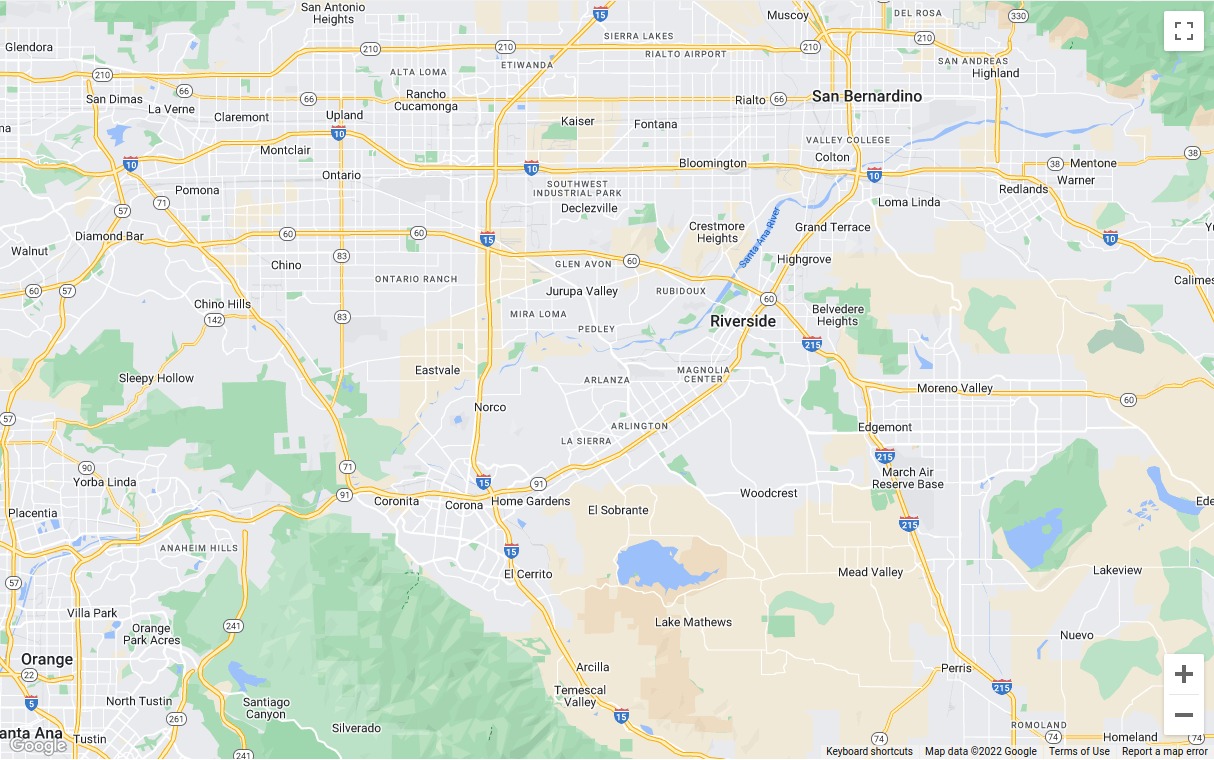 San Antonio
Heights
15
Muscoy
DEL ROSA
330
Glendora
210
210
SIERRA LAKES
RIALTO AIRPORT
210
210
ETIWANDA
SAN ANDREAS
Highland
210
ALTA LOMA
66
San Dimas
La Verne
Claremont
66
Upland
Rancho
Cucamonga
Kaiser
Fontana
Rialto
66
San Bernardino
na
10
10
Montclair
Ontario
10
Bloomington
VALLEY COLLEGE
Colton
10
38
Mentone
38
Warner
Redlands
Pomona
71
57
SOUTHWEST
INDUSTRIAL PARK
Declezville
Loma Linda
Diamond Bar
Walnut
60
60
15
Crestmore
Heights
Santa Ana River
Grand Terrace
10
Yu
83
Chino
ONTARIO RANCH
GLEN AVON
60
Highgrove
Calimes
60
57
Chino Hills
142
83
Jurupa Valley
RUBIDOUX
60
MIRA LOMA
PEDLEY
Riverside
Belvedere
Heights
215
Sleepy Hollow
Eastvale
ARLANZA
MAGNOLIA
CENTER
Moreno Valley
60
57
Norco
ARLINGTON
LA SIERRA
Edgemont
215
90
Yorba Linda
71
91
15
91
Coronita
Corona
Home Gardens
El Sobrante
Woodcrest
March Air
Reserve Base
Ede
Placentia
ANAHEIM HILLS
215
15
El Cerrito
Mead Valley
Lakeview
57
Villa Park
Orange
Park Acres
241
Lake Mathews
Nuevo
Orange
22
Arcilla
Perris
215
5
North Tustin
Santiago
Canyon
Temescal
Valley
15
261
Silverado
ROMOLAND
anta Ana
Tustin
241
74
74
Homeland
74
Google
Keyboard shortcuts
Map data ©2022 Google
Terms of Use
Report a map error